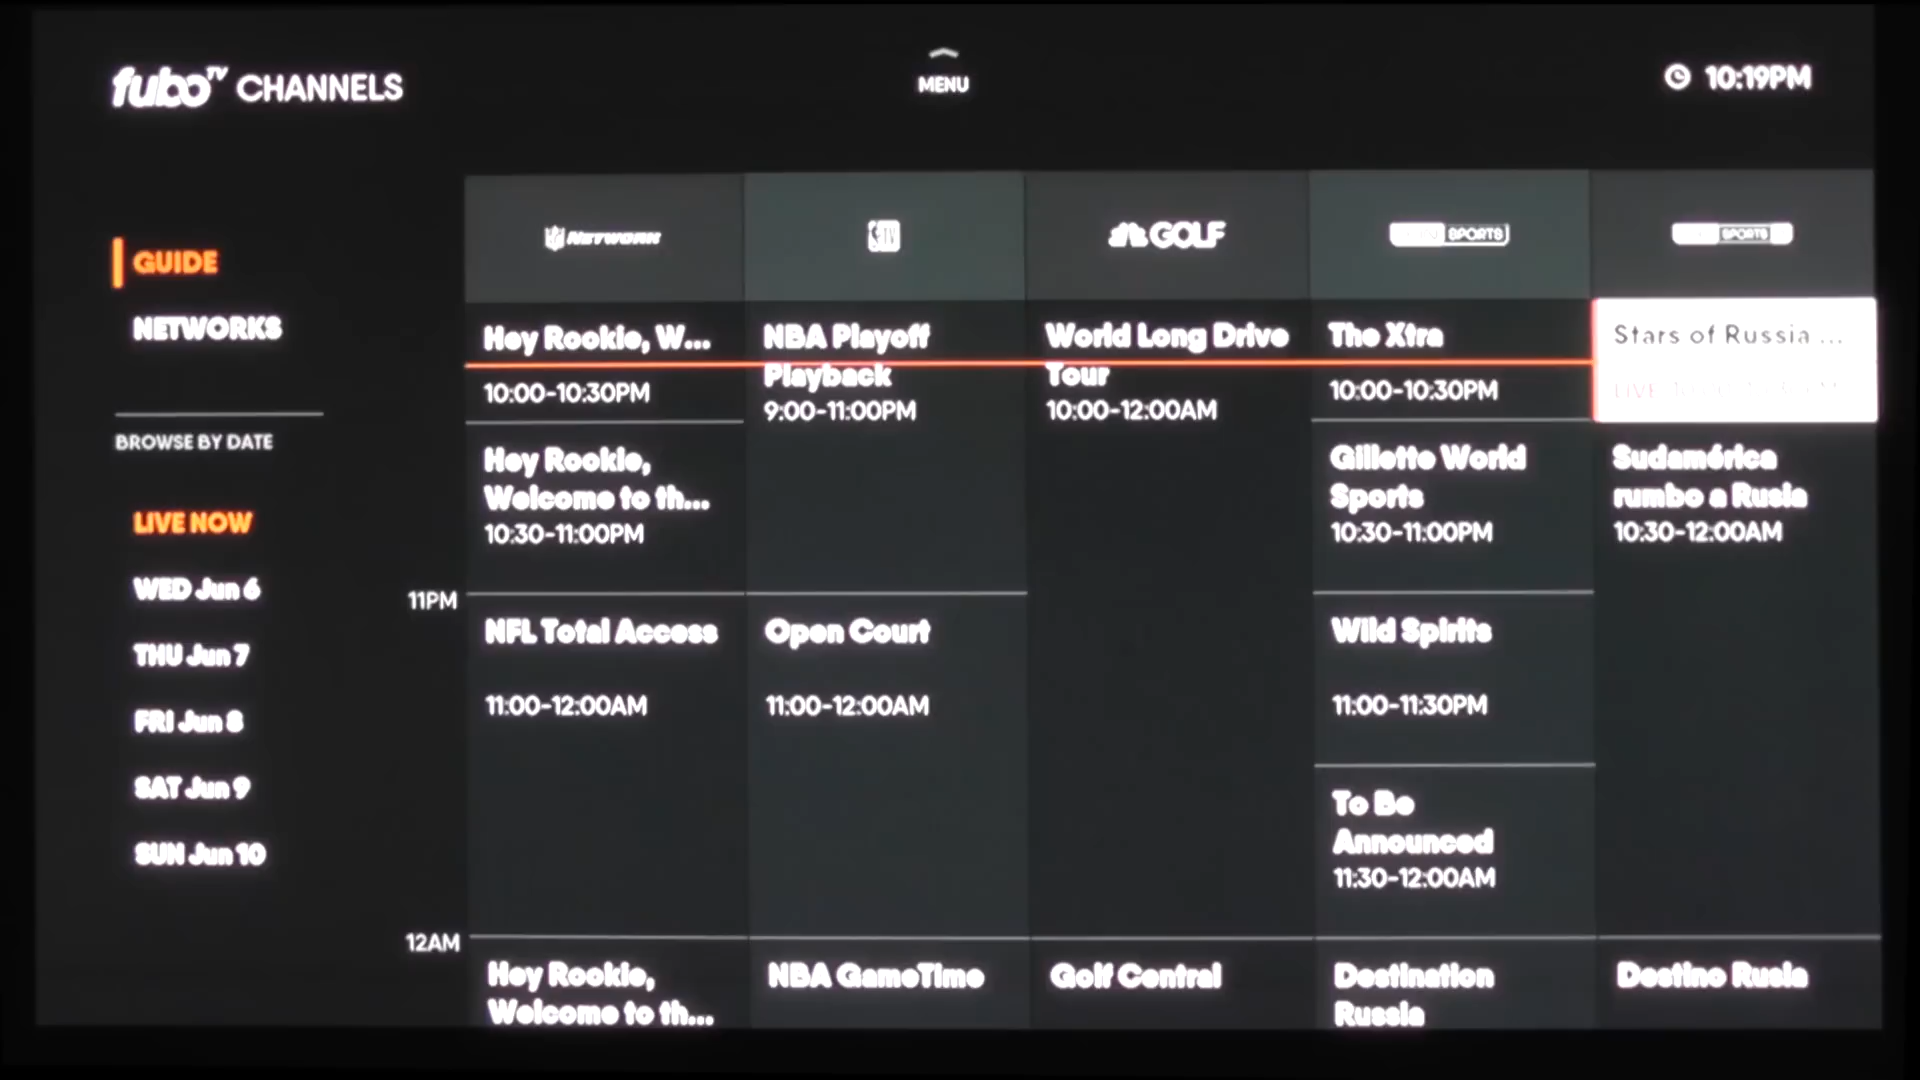 fubo TV CHANNELS
MENU
10:19PM
GUIDE
NETWORKS
BROWSE BY DATE
LIVE NOW
WED Jun 6
THU Jun 7
FRI Jun 8
SAT Jun 9
SUN Jun 10
11PM
12AM
NFL NETWORK
Hey Rookie, W...
10:00-10:30PM
Hey Rookie,
Welcome to th...
10:30-11:00PM
NFL Total Access
11:00-12:00AM
Hey Rookie,
Welcome to th...
TV
NBA Playoff
Playback
9:00-11:00PM
Open Court
11:00-12:00AM
NBA GameTime
GOLF
World Long Drive
Tour
10:00-12:00AM
Golf Central
SPORTS
The Xtra
10:00-10:30PM
Gillette World
Sports
10:30-11:00PM
Wild Spirits
11:00-11:30PM
To Be
Announced
11:30-12:00AM
Destination
Russia
SPORTS
Stars of Russia ...
LIVE
Sudamérica
rumbo a Rusia
10:30-12:00AM
Destino Rusia